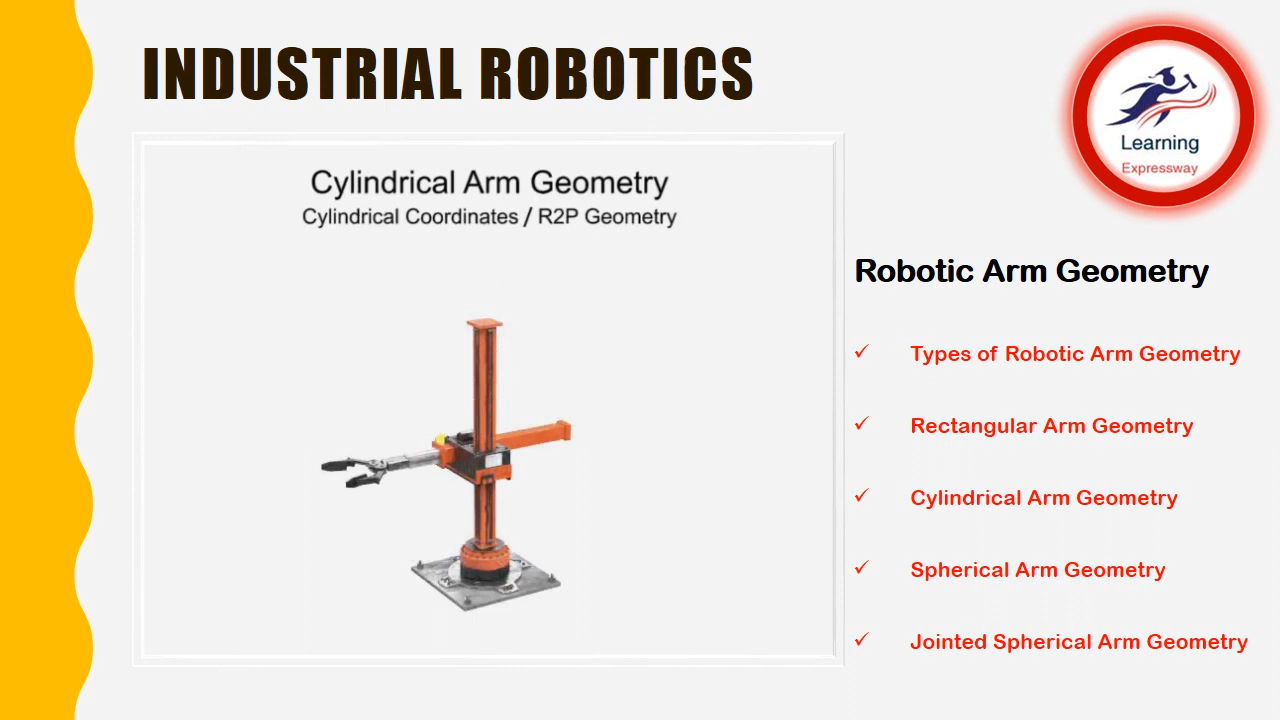 INDUSTRIAL ROBOTICS
Learning
Expressway
Cylindrical Arm Geometry
Cylindrical Coordinates / R2P Geometry
Robotic Arm Geometry
✓ Types of Robotic Arm Geometry
✓ Rectangular Arm Geometry
✓ Cylindrical Arm Geometry
✓ Spherical Arm Geometry
✓ Jointed Spherical Arm Geometry